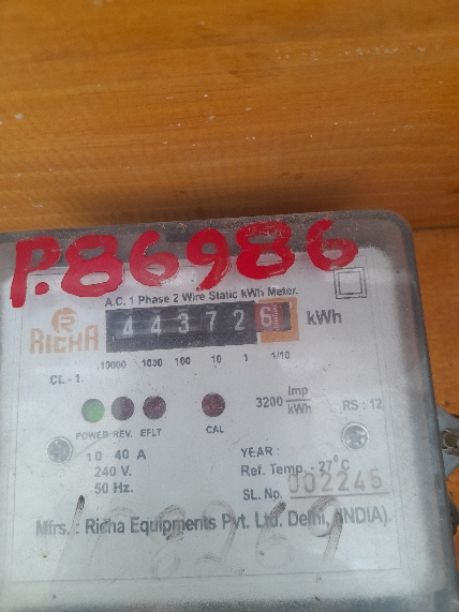 P.86986
A.C. 1 Phase 2 Wire Static kWh Meter.
R
RICHA
443726 kWh
10000 1000 100 10 1 1/10
CL - 1
3200 Imp/kWh RS : 12
POWER REV. EFLT CAL
10 40 A
240 V.
50 Hz.
YEAR :
Ref. Temp - 27°C
SL. No. 002245
Mfrs. : Richa Equipments Pvt. Ltd. Delhi, (INDIA).